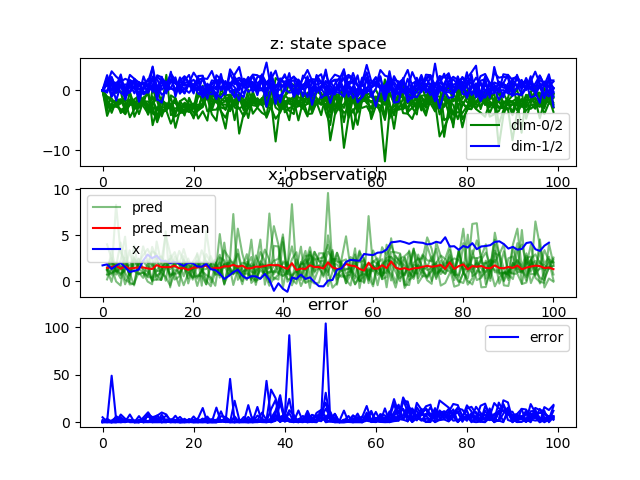 z: state space
0
−10
dim-0/2
dim-1/2
0 20 40 60 80 100
x: observation
10
5
0
pred
pred_mean
x
0 20 40 60 80 100
error
100
50
0
error
0 20 40 60 80 100